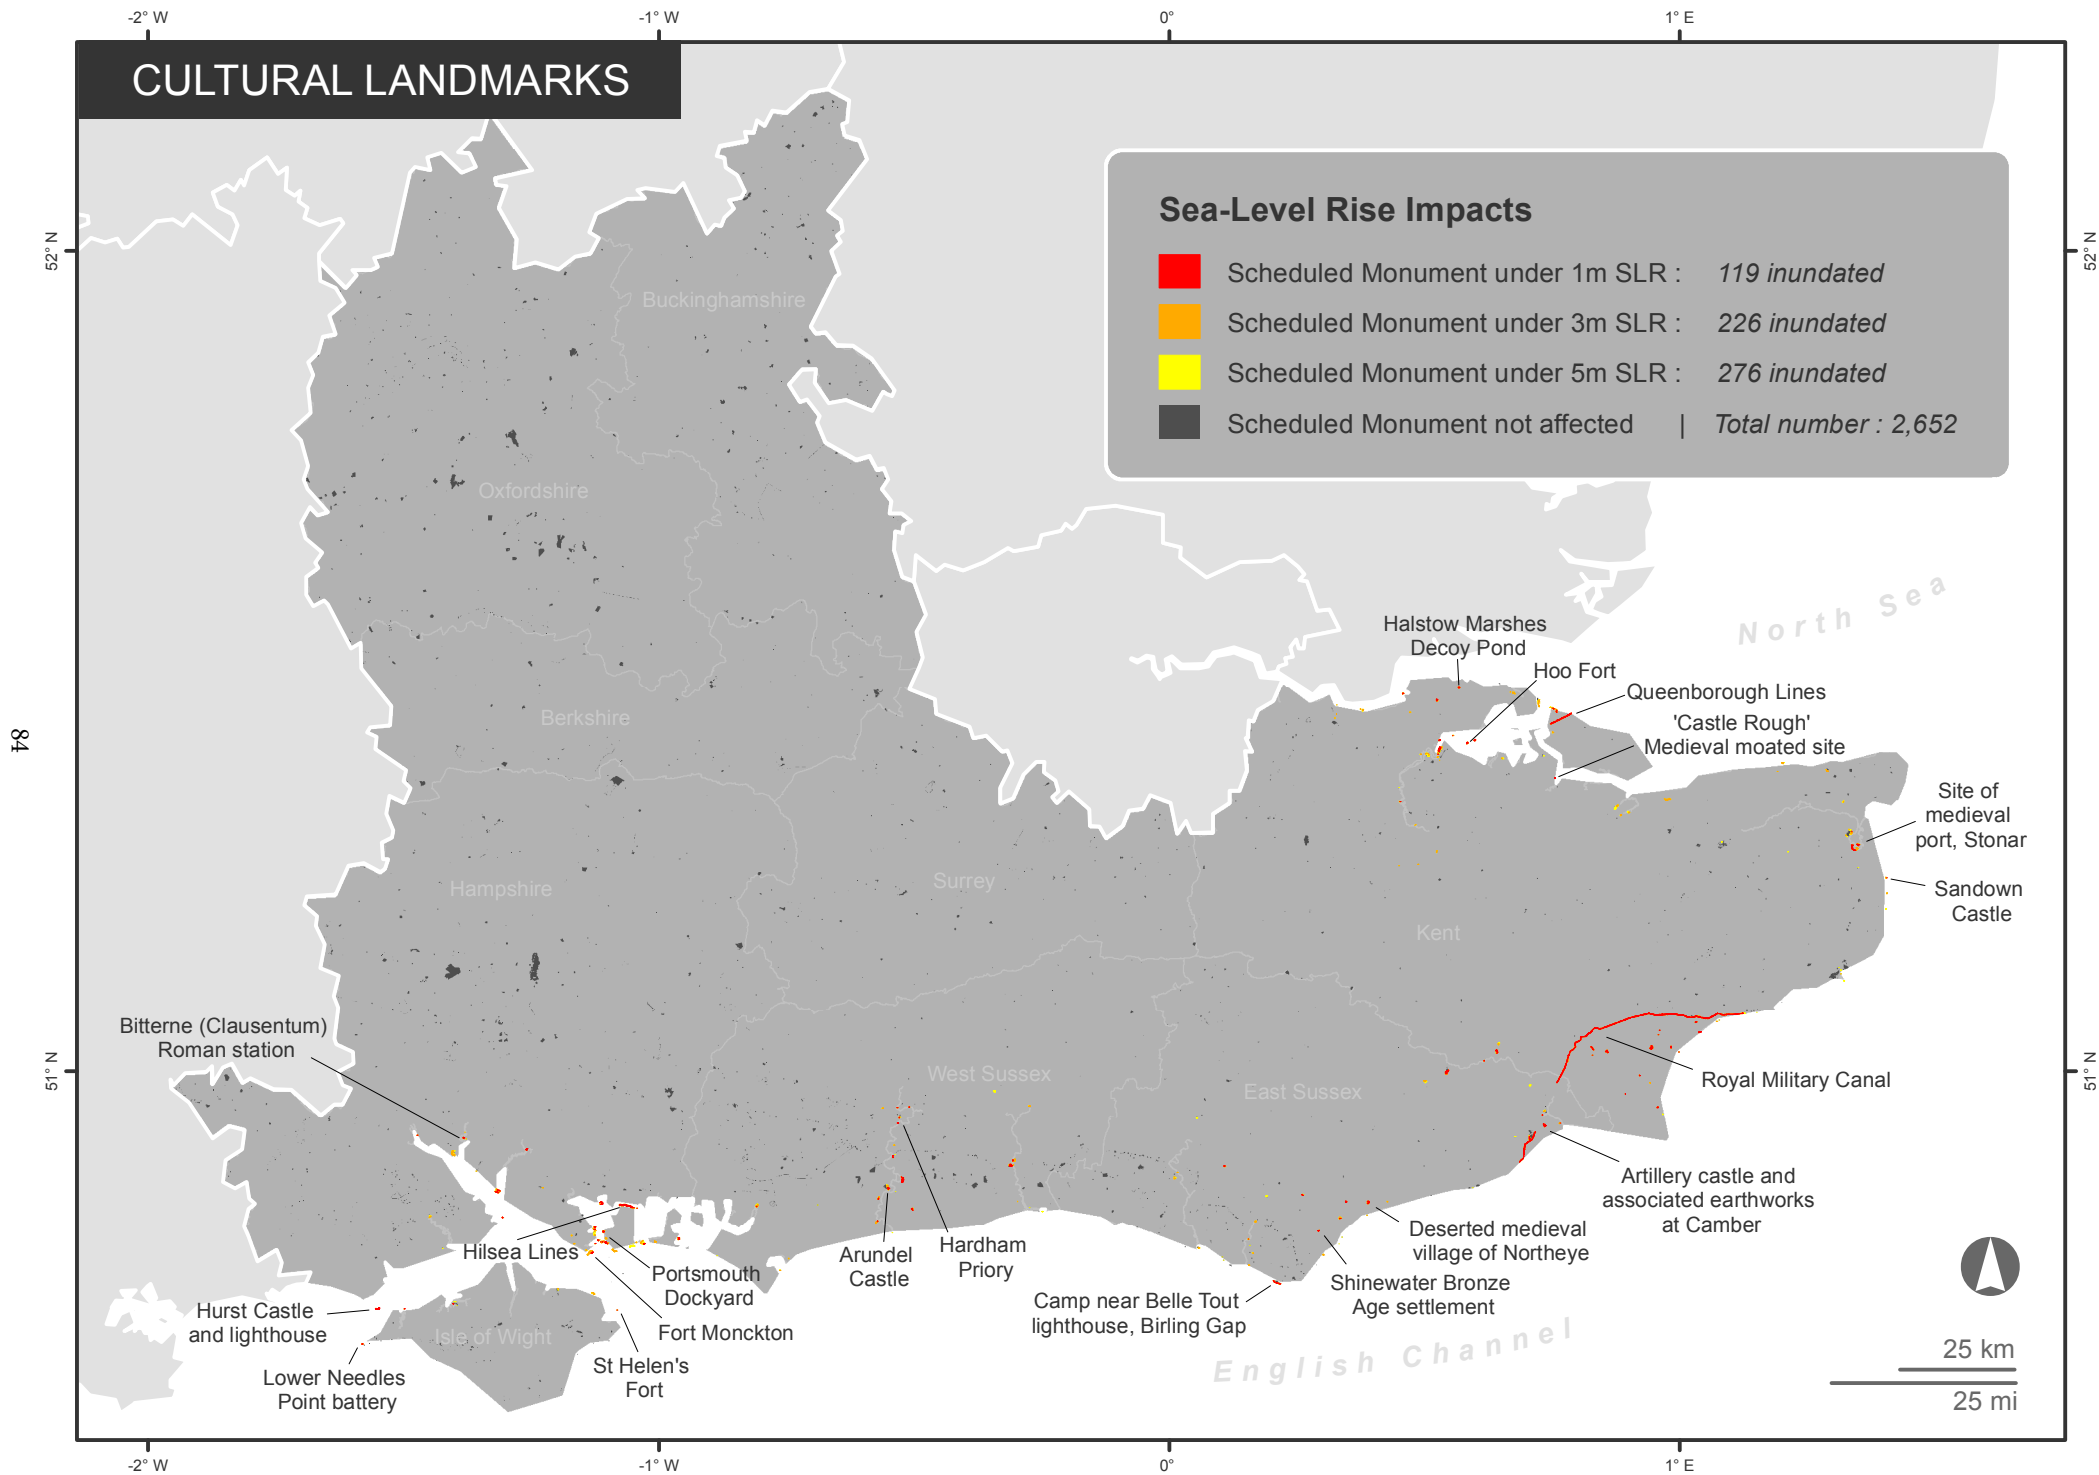 -2° W
-1° W
0°
1° E
CULTURAL LANDMARKS
52° N
52° N
Sea-Level Rise Impacts
Scheduled Monument under 1m SLR : 119 inundated
Scheduled Monument under 3m SLR : 226 inundated
Scheduled Monument under 5m SLR : 276 inundated
Scheduled Monument not affected | Total number : 2,652
Buckinghamshire
Oxfordshire
North Sea
Halstow Marshes
Decoy Pond
Hoo Fort
Queenborough Lines
'Castle Rough'
Medieval moated site
Berkshire
84
Site of
medieval
port, Stonar
Hampshire
Surrey
Sandown
Castle
Kent
Bitterne (Clausentum)
Roman station
51° N
51° N
West Sussex
East Sussex
Royal Military Canal
Artillery castle and
associated earthworks
at Camber
Deserted medieval
village of Northeye
Hilsea Lines
Arundel
Castle
Hardham
Priory
Portsmouth
Dockyard
Shinewater Bronze
Age settlement
Camp near Belle Tout
lighthouse, Birling Gap
Hurst Castle
and lighthouse
Isle of Wight
Fort Monckton
English Channel
St Helen's
Fort
Lower Needles
Point battery
25 km
25 mi
-2° W
-1° W
0°
1° E